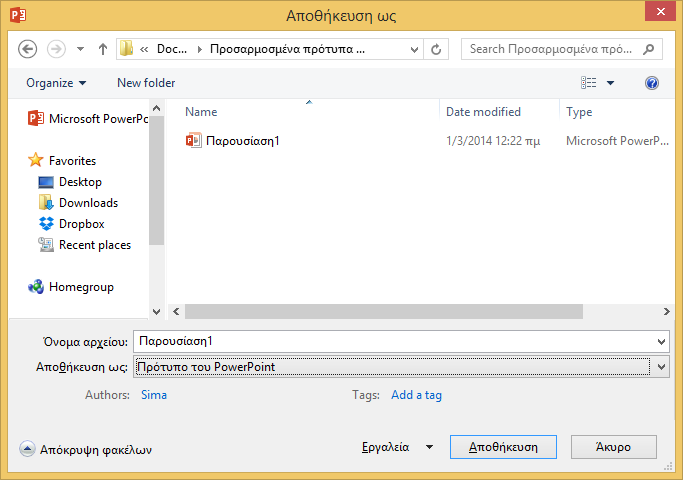 Αποθήκευση ως
« Doc... Προσαρμοσμένα πρότυπα ...
Search Προσαρμοσμένα πρό...
Organize New folder
Name Date modified Type
Microsoft PowerPo
Παρουσίαση1 1/3/2014 12:22 πμ Microsoft PowerP...
Favorites
Desktop
Downloads
Dropbox
Recent places
Homegroup
Όνομα αρχείου: Παρουσίαση1
Αποθήκευση ως: Πρότυπο του PowerPoint
Authors: Sima Tags: Add a tag
Απόκρυψη φακέλων Εργαλεία Αποθήκευση Άκυρο